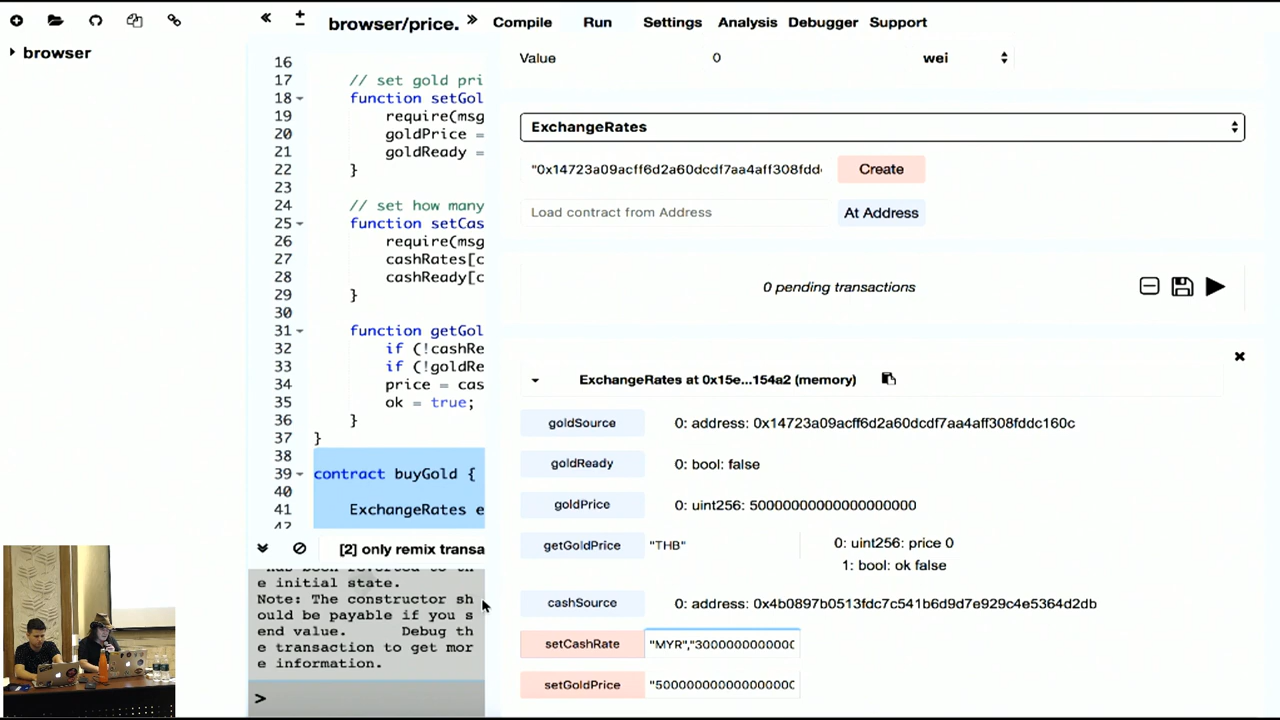 browser/price.
Compile
Run
Settings
Analysis
Debugger
Support
browser
16
17 // set gold pri
18 function setGol
19 require(msg
20 goldPrice =
21 goldReady =
22 }
23
24 // set how many
25 function setCas
26 require(msg
27 cashRates[c
28 cashReady[c
29 }
30
31 function getGol
32 if (!cashRe
33 if (!goldRe
34 price = cas
35 ok = true;
36 }
37 }
38
39 contract buyGold {
40
41 ExchangeRates e
42
[2] only remix transa
e initial state.
Note: The constructor sh
ould be payable if you s
end value. Debug th
e transaction to get mor
e information.
>
Value 0 wei
ExchangeRates
"0x14723a09acff6d2a60dcdf7aa4aff308fdd Create
Load contract from Address At Address
0 pending transactions
ExchangeRates at 0x15e...154a2 (memory)
goldSource 0: address: 0x14723a09acff6d2a60dcdf7aa4aff308fddc160c
goldReady 0: bool: false
goldPrice 0: uint256: 50000000000000000000
getGoldPrice "THB" 0: uint256: price 0
1: bool: ok false
cashSource 0: address: 0x4b0897b0513fdc7c541b6d9d7e929c4e5364d2db
setCashRate "MYR","3000000000000
setGoldPrice "5000000000000000